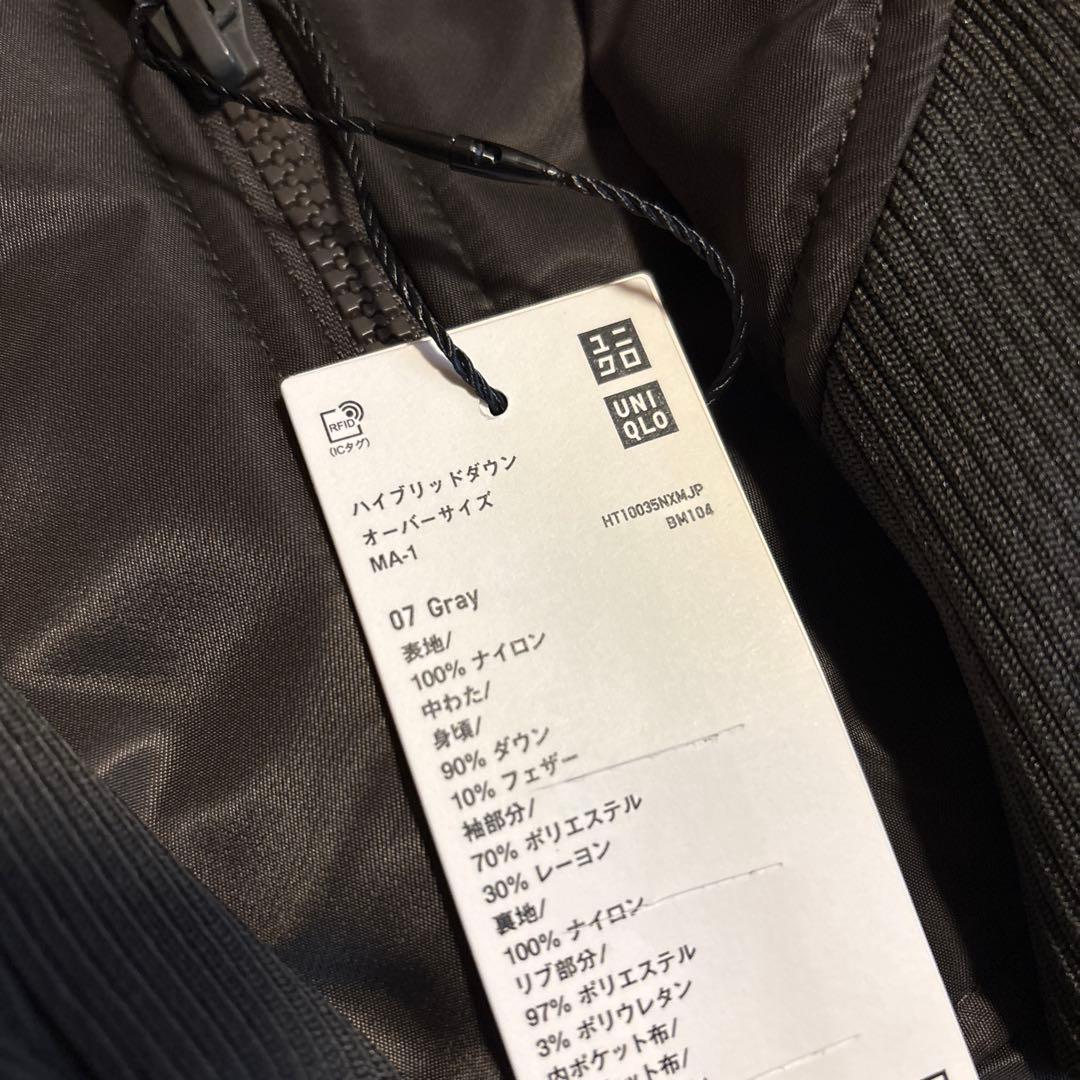 ユニ
クロ
UNI
QLO
RFID
(ICタグ)
ハイブリッドダウン
オーバーサイズ
MA-1
HT10035NXMJP
BM104
07 Gray
表地/
100% ナイロン
中わた/
身頃/
90% ダウン
10% フェザー
袖部分/
70% ポリエステル
30% レーヨン
裏地/
100% ナイロン
リブ部分/
97% ポリエステル
3% ポリウレタン
内ポケット布/